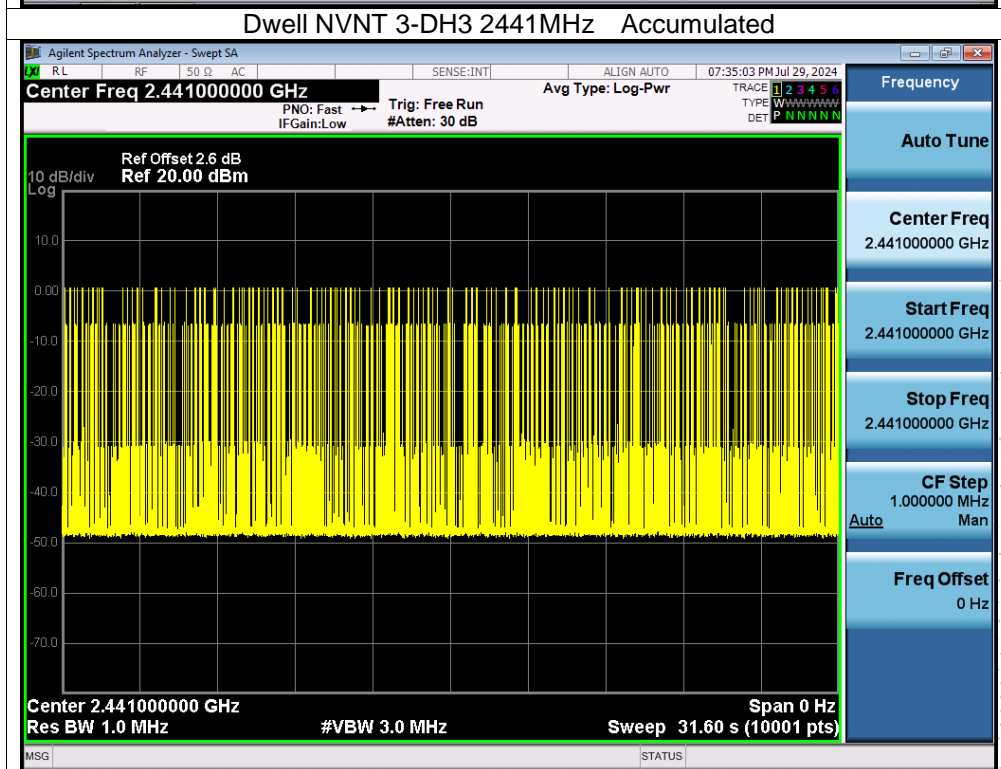 Dwell NVNT 3-DH3 2441MHz Accumulated
Agilent Spectrum Analyzer - Swept SA
LXI RL RF 50 Ω AC SENSE:INT ALIGN AUTO 07:35:03 PM Jul 29, 2024
Center Freq 2.441000000 GHz Avg Type: Log-Pwr TRACE 1 2 3 4 5 6
PNO: Fast Trig: Free Run TYPE WWWWWWW
IFGain:Low #Atten: 30 dB DET P N N N N N
Frequency
Auto Tune
Ref Offset 2.6 dB
10 dB/div Ref 20.00 dBm
Log
10.0
0.00
-10.0
-20.0
-30.0
-40.0
-50.0
-60.0
-70.0
Center Freq
2.441000000 GHz
Start Freq
2.441000000 GHz
Stop Freq
2.441000000 GHz
CF Step
1.000000 MHz
Auto Man
Freq Offset
0 Hz
Center 2.441000000 GHz Span 0 Hz
Res BW 1.0 MHz #VBW 3.0 MHz Sweep 31.60 s (10001 pts)
MSG STATUS